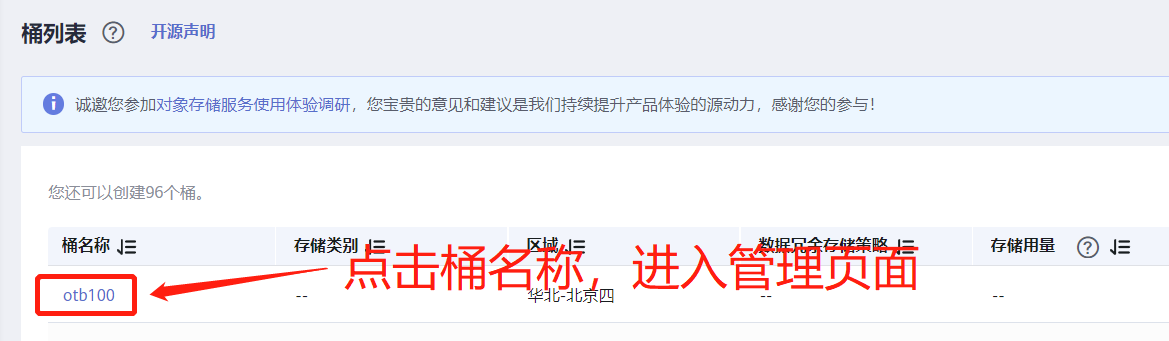 桶列表 ? 开源声明
i 诚邀您参加对象存储服务使用体验调研，您宝贵的意见和建议是我们持续提升产品体验的源动力，感谢您的参与！
您还可以创建96个桶。
桶名称 存储类别 区域 数据冗余存储策略 存储用量 ?
点击桶名称，进入管理页面
otb100 -- 华北-北京四 -- --